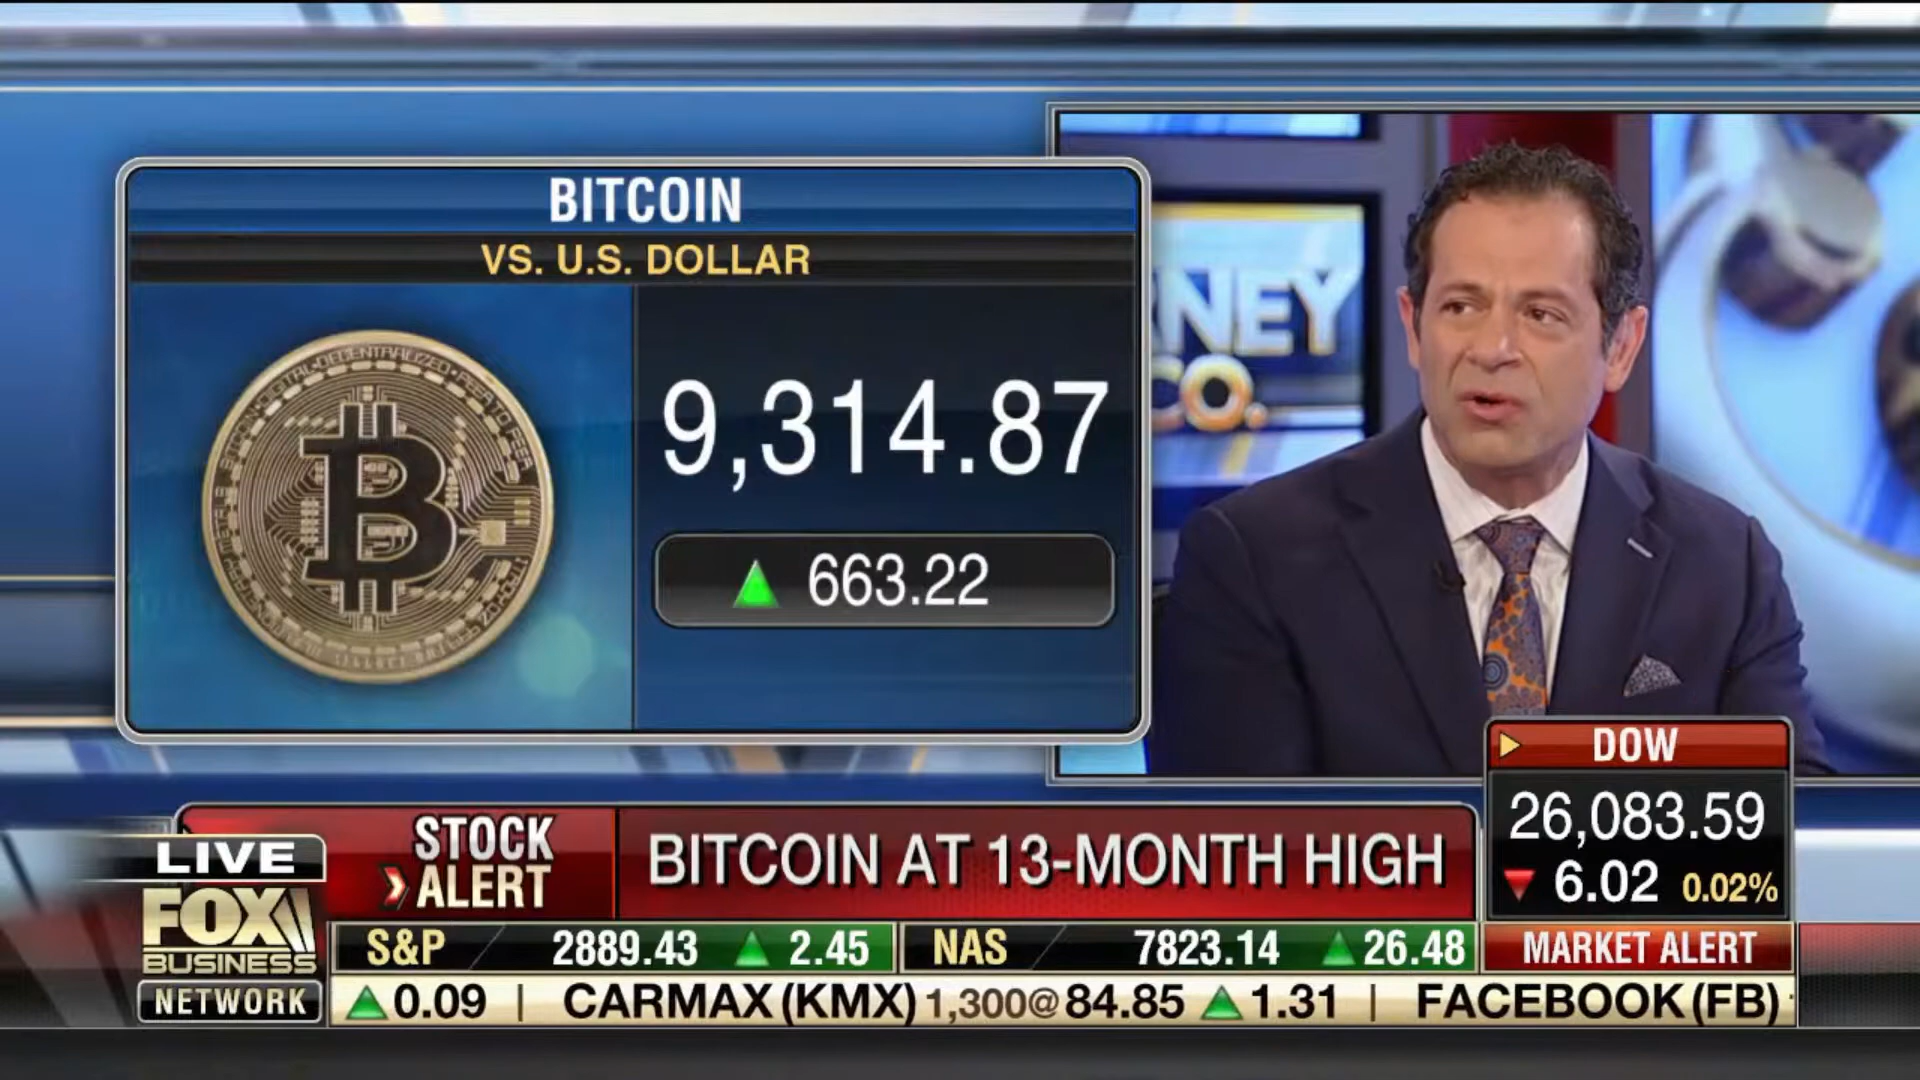 BITCOIN
VS. U.S. DOLLAR
DECENTRALIZED
9,314.87
663.22
NEY
CO.
DOW
26,083.59
6.02 0.02%
MARKET ALERT
STOCK
ALERT
BITCOIN AT 13-MONTH HIGH
LIVE
FOX
BUSINESS
NETWORK
S&P 2889.43 2.45 NAS 7823.14 26.48
0.09 | CARMAX (KMX) 1,300@ 84.85 1.31 | FACEBOOK (FB)